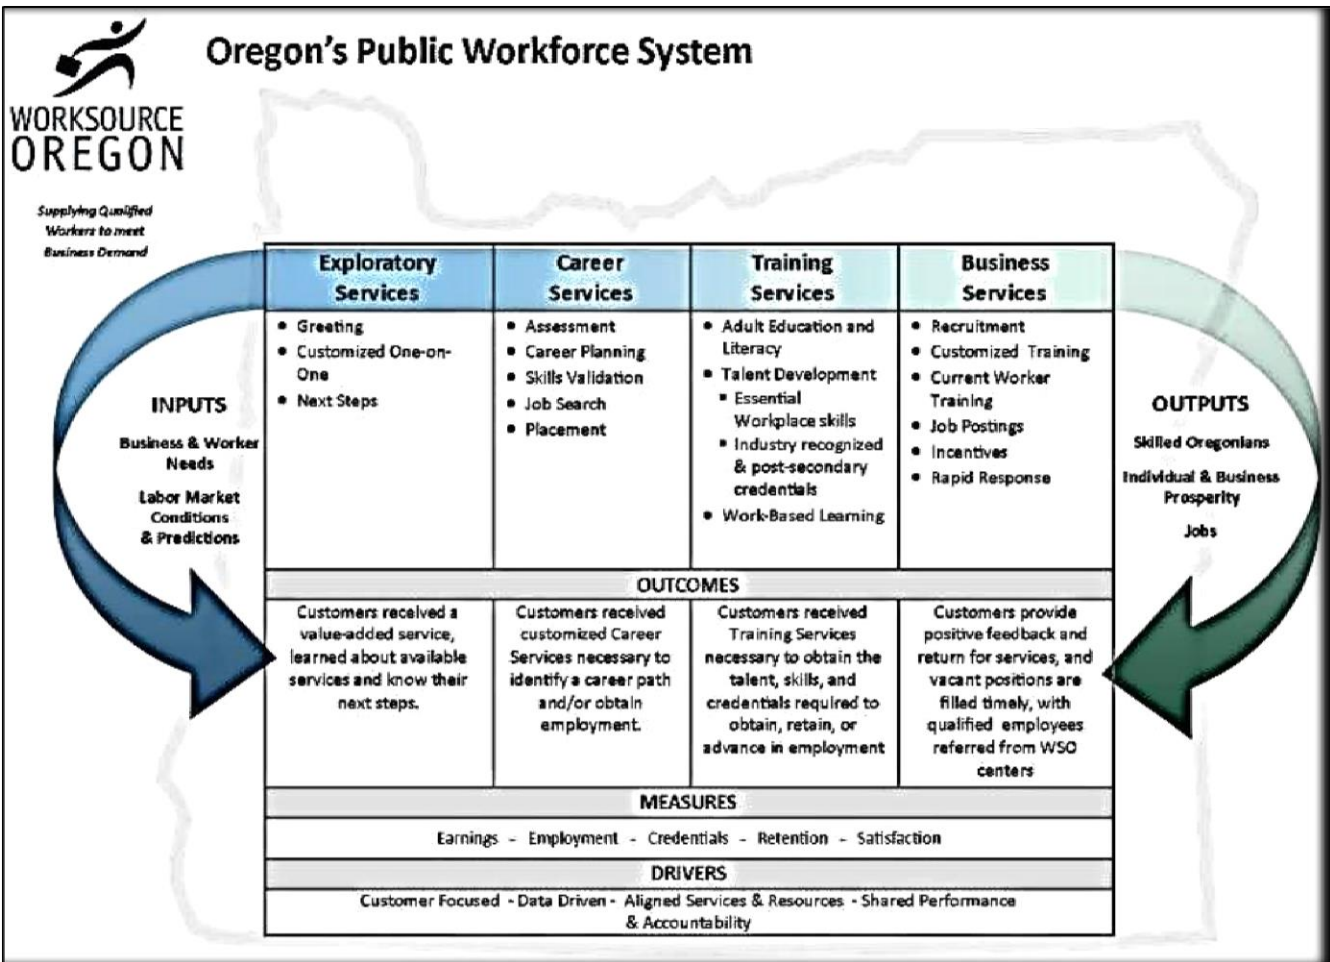 Oregon's Public Workforce System
WORKSOURCE
OREGON
Supplying Qualified
Workers to meet
Business Demand
INPUTS
Business & Worker
Needs
Labor Market
Conditions
& Predictions
Exploratory
Services
• Greeting
• Customized One-on-
One
• Next Steps
Career
Services
• Assessment
• Career Planning
• Skills Validation
• Job Search
• Placement
Training
Services
• Adult Education and
Literacy
• Talent Development
▪ Essential
Workplace skills
▪ Industry recognized
& post-secondary
credentials
• Work-Based Learning
Business
Services
• Recruitment
• Customized Training
• Current Worker
Training
• Job Postings
• Incentives
• Rapid Response
OUTPUTS
Skilled Oregonians
Individual & Business
Prosperity
Jobs
OUTCOMES
Customers received a
value-added service,
learned about available
services and know their
next steps.
Customers received
customized Career
Services necessary to
identify a career path
and/or obtain
employment.
Customers received
Training Services
necessary to obtain the
talent, skills, and
credentials required to
obtain, retain, or
advance in employment
Customers provide
positive feedback and
return for services, and
vacant positions are
filled timely, with
qualified employees
referred from WSO
centers
MEASURES
Earnings - Employment - Credentials - Retention - Satisfaction
DRIVERS
Customer Focused - Data Driven - Aligned Services & Resources - Shared Performance
& Accountability